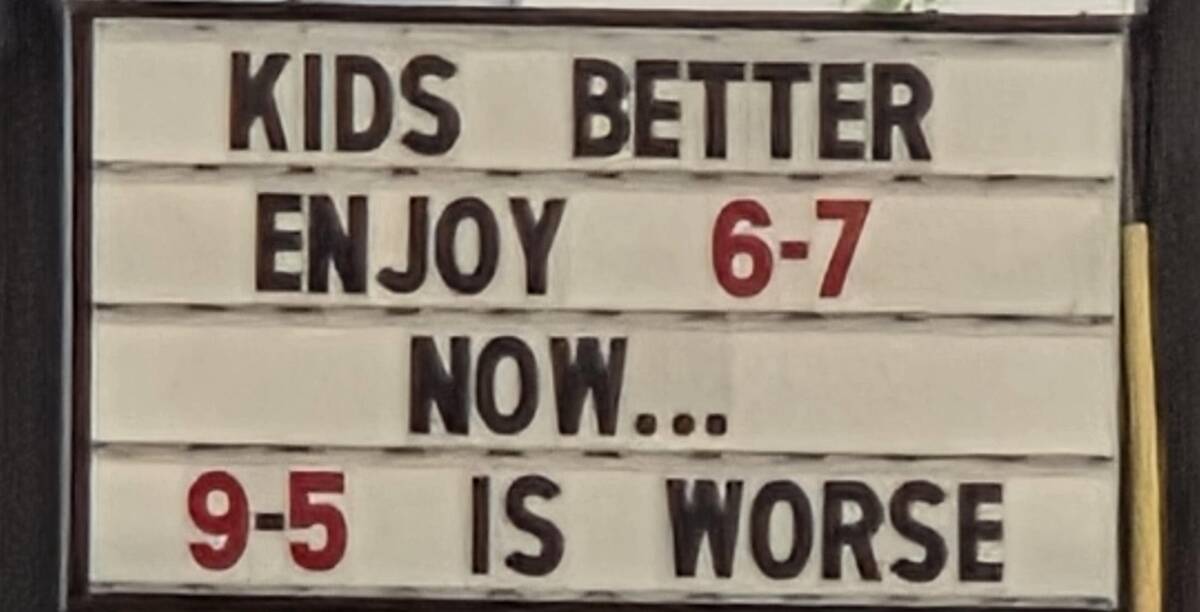 KIDS BETTER
ENJOY 6-7
NOW...
9-5 IS WORSE